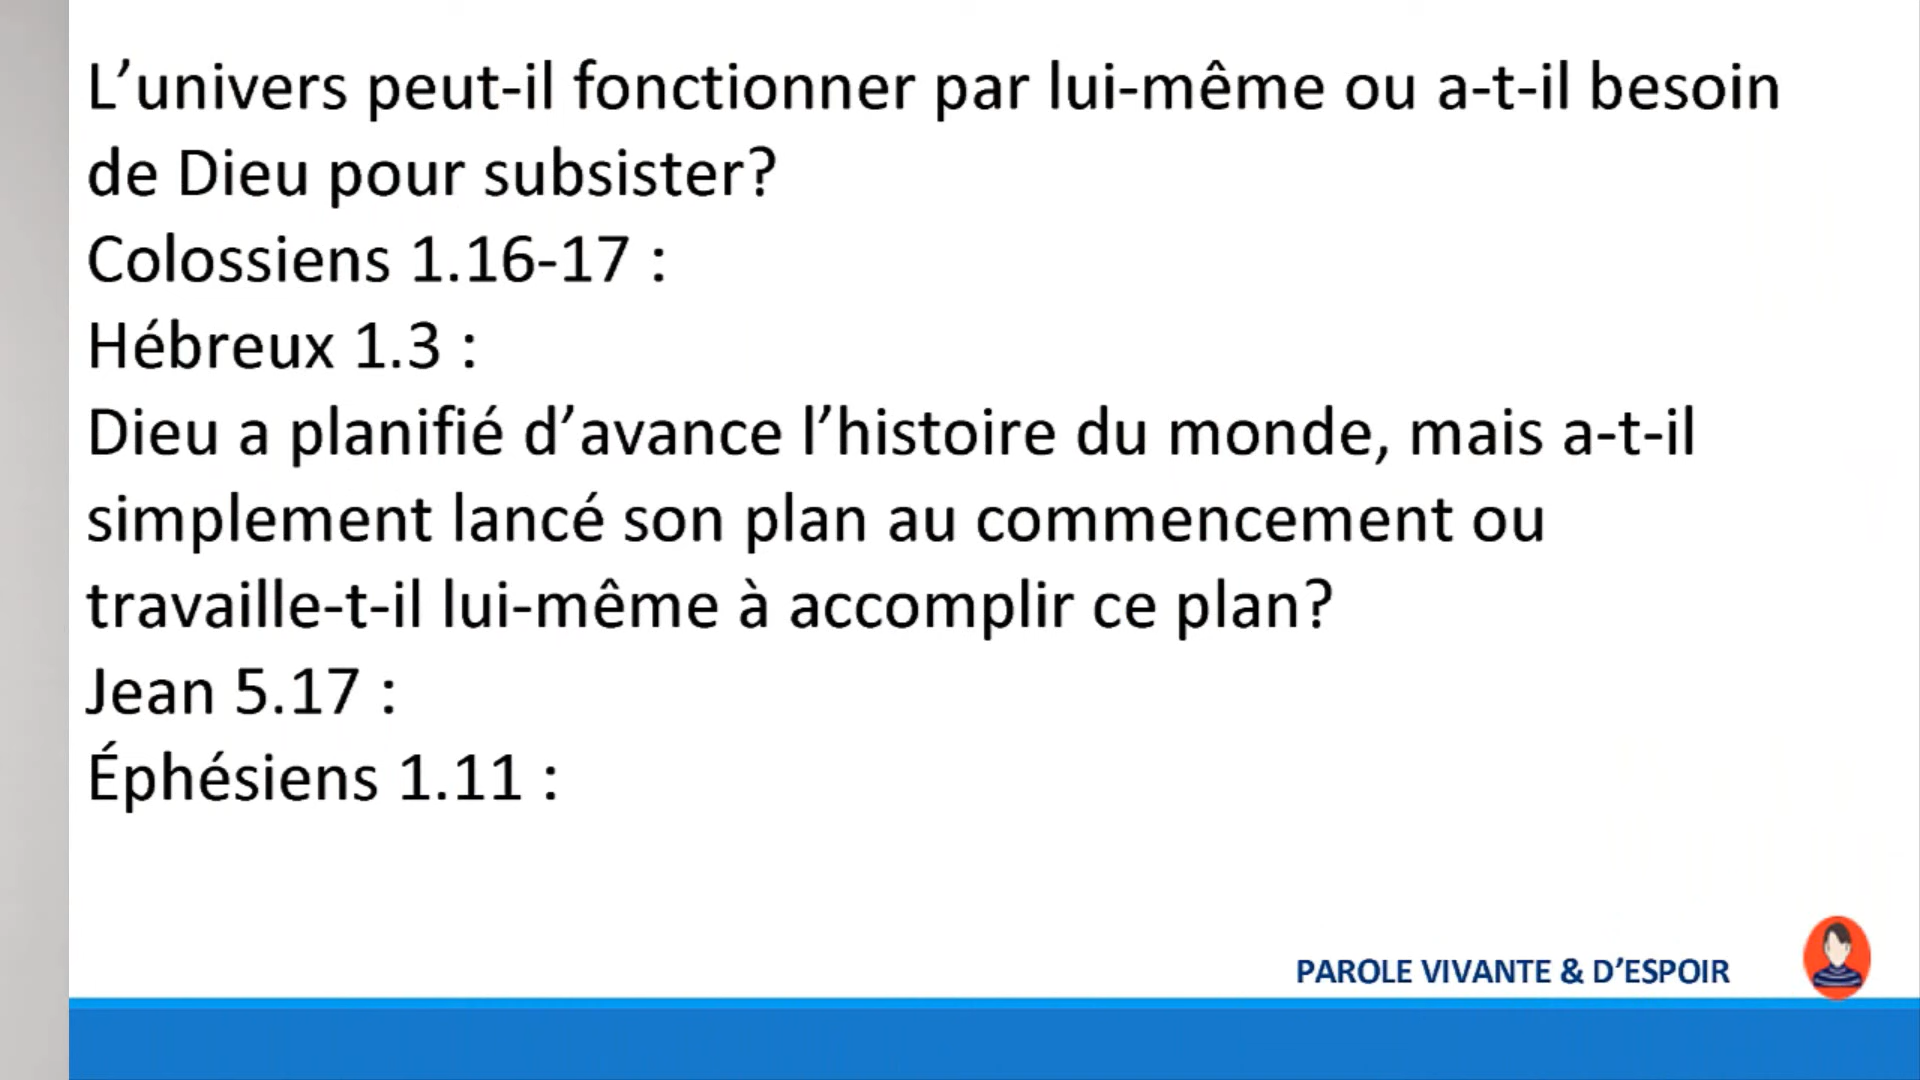 L’univers peut-il fonctionner par lui-même ou a-t-il besoin
de Dieu pour subsister?
Colossiens 1.16-17 :
Hébreux 1.3 :
Dieu a planifié d’avance l’histoire du monde, mais a-t-il
simplement lancé son plan au commencement ou
travaille-t-il lui-même à accomplir ce plan?
Jean 5.17 :
Éphésiens 1.11 :
PAROLE VIVANTE & D’ESPOIR